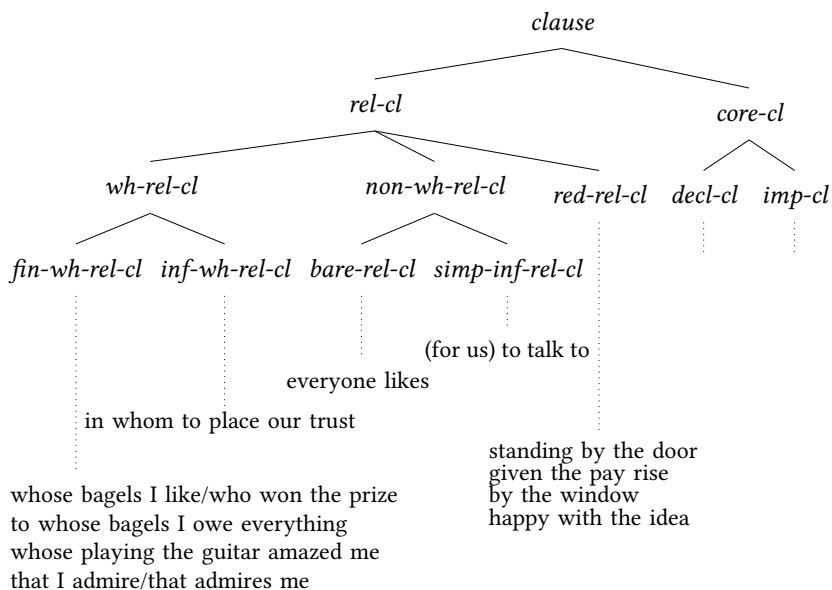 clause
rel-cl
core-cl
wh-rel-cl
non-wh-rel-cl
red-rel-cl
decl-cl
imp-cl
fin-wh-rel-cl
inf-wh-rel-cl
bare-rel-cl
simp-inf-rel-cl
(for us) to talk to
everyone likes
in whom to place our trust
standing by the door
given the pay rise
by the window
happy with the idea
whose bagels I like/who won the prize
to whose bagels I owe everything
whose playing the guitar amazed me
that I admire/that admires me